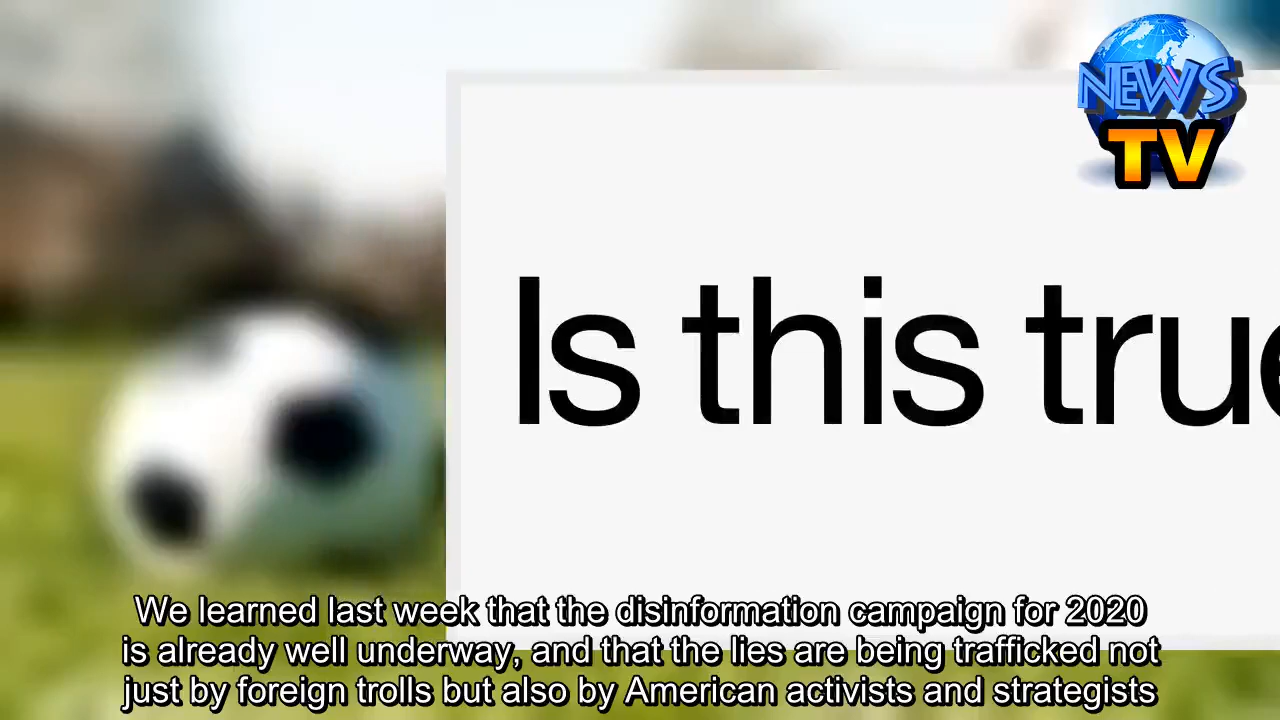 NEWS
TV
Is this true
We learned last week that the disinformation campaign for 2020
is already well underway, and that the lies are being trafficked not
just by foreign trolls but also by American activists and strategists